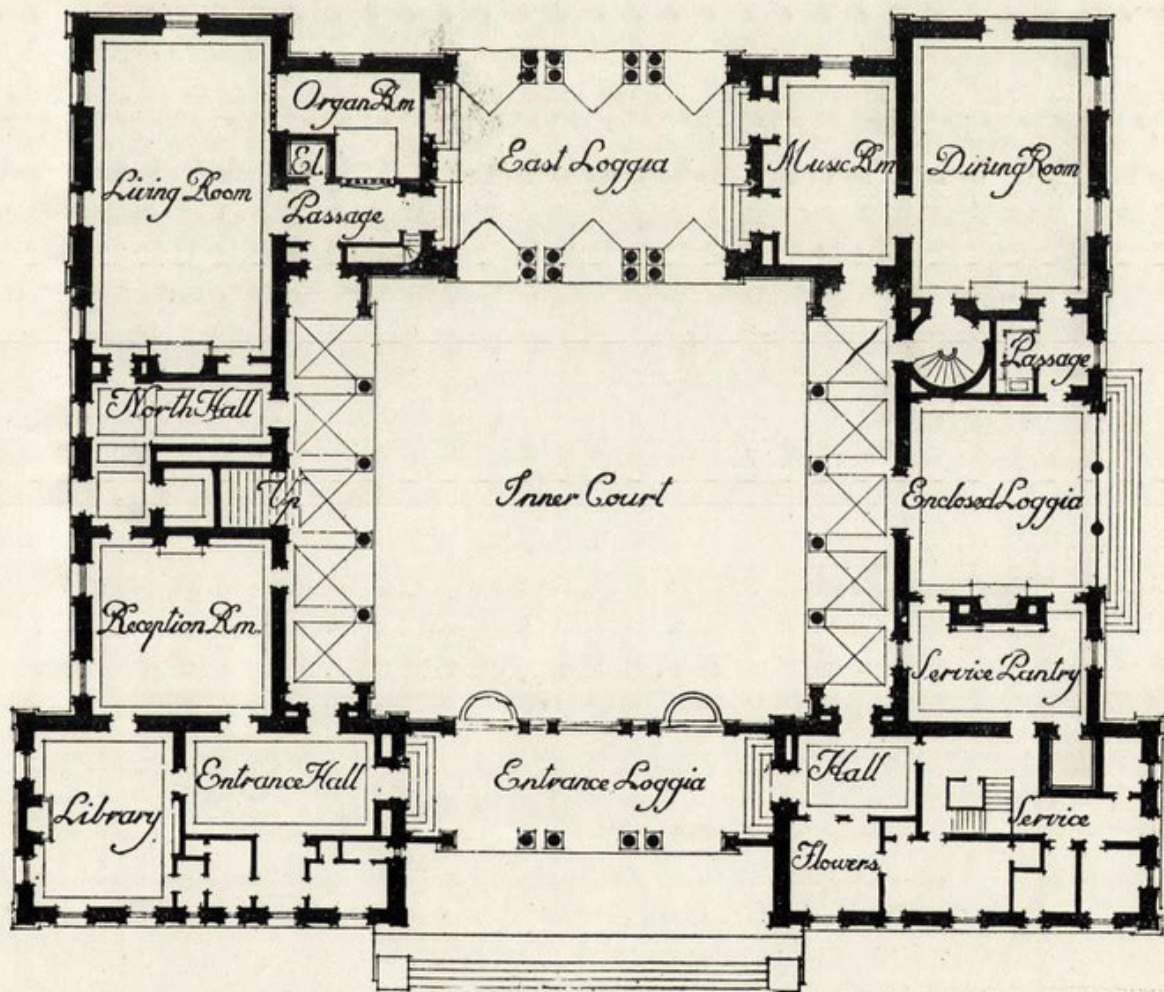 Organ Rm
El.
Living Room
Passage
East Loggia
Music Rm
Dining Room
Passage
North Hall
Up
Inner Court
Enclosed Loggia
Reception Rm.
Service Pantry
Entrance Hall
Entrance Loggia
Hall
Library
Service
Flowers